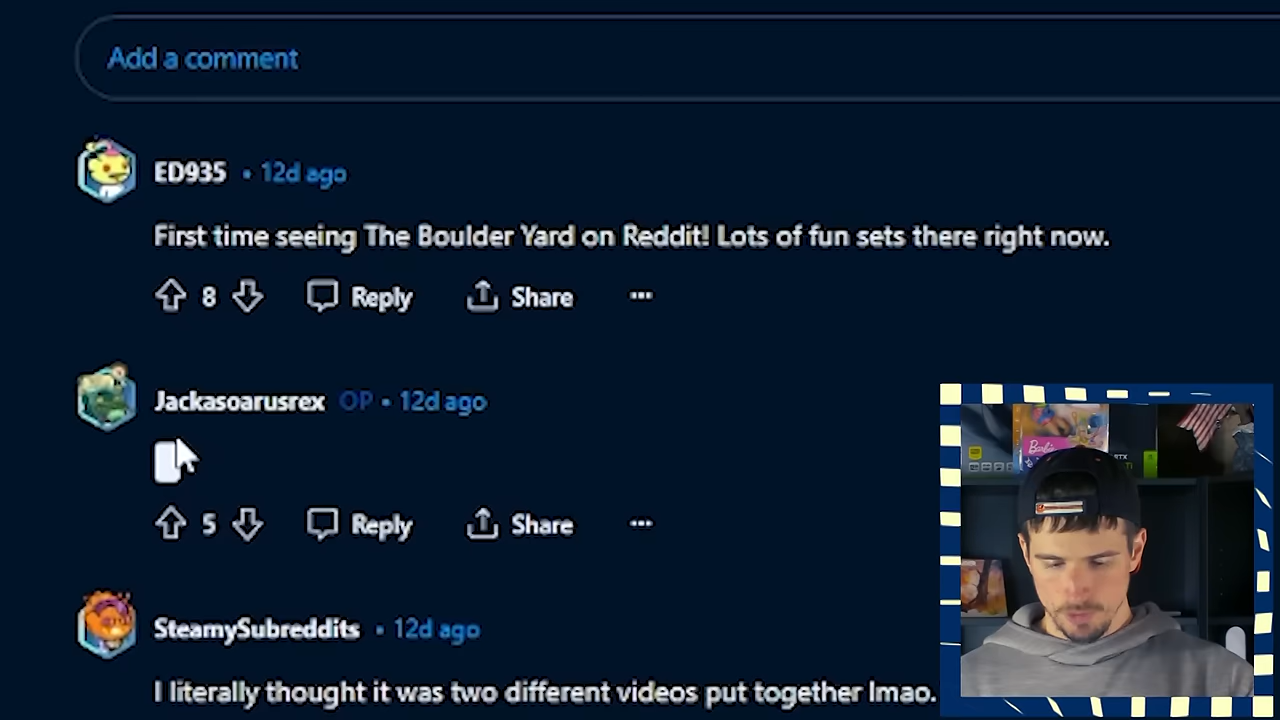 Add a comment
ED935 • 12d ago
First time seeing The Boulder Yard on Reddit! Lots of fun sets there right now.
8 Reply Share ...
Jackasoarusrex OP • 12d ago
5 Reply Share ...
SteamySubreddits • 12d ago
I literally thought it was two different videos put together lmao.
Barbie
RTX